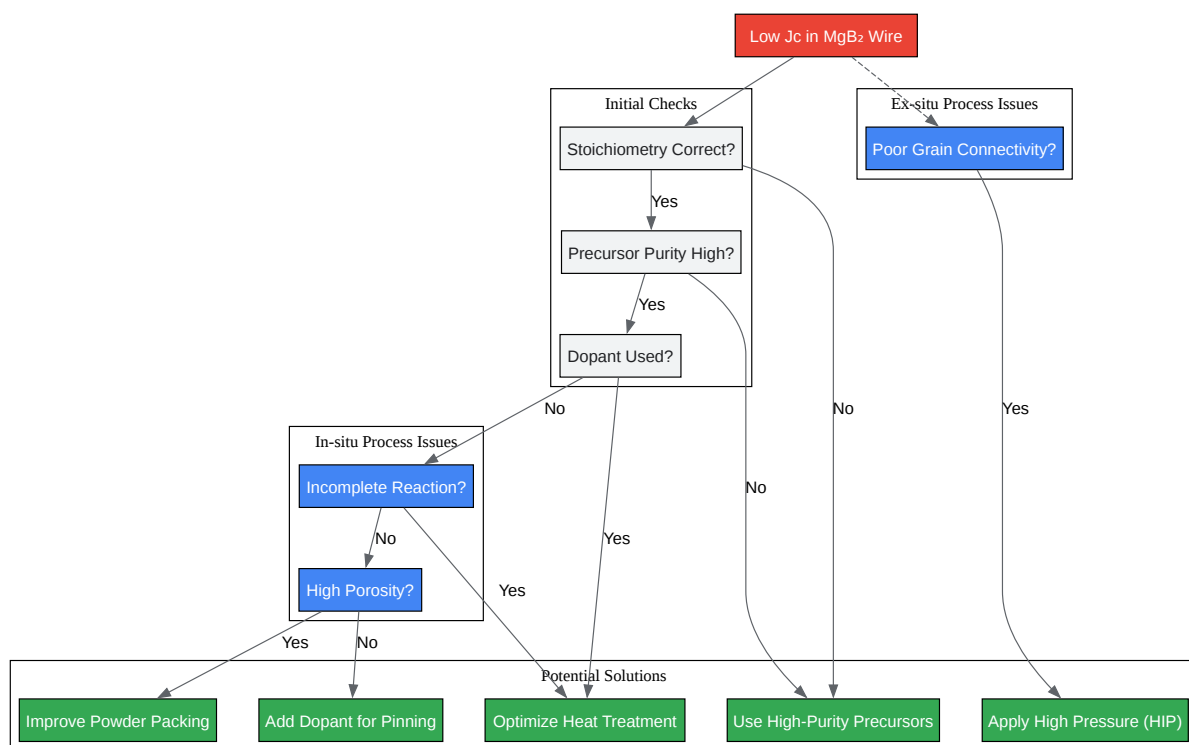 Low Jc in MgB₂ Wire
Initial Checks
Ex-situ Process Issues
Stoichiometry Correct?
Poor Grain Connectivity?
Yes
Precursor Purity High?
Yes
Dopant Used?
No
No
Yes
In-situ Process Issues
Incomplete Reaction?
No
No
Yes
High Porosity?
Yes
Yes
No
Potential Solutions
Improve Powder Packing
Add Dopant for Pinning
Optimize Heat Treatment
Use High-Purity Precursors
Apply High Pressure (HIP)